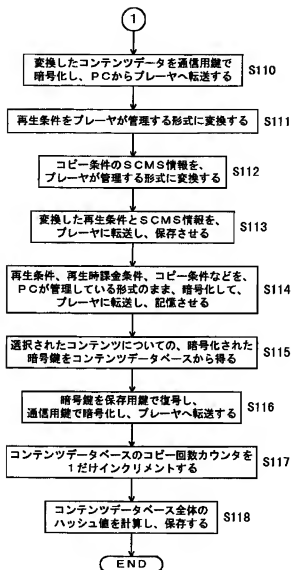 1
変換したコンテンツデータを通信用鍵で
暗号化し、PCからプレーヤへ転送する
S110
再生条件をプレーヤが管理する形式に変換する
S111
コピー条件のSCMS情報を、
プレーヤが管理する形式に変換する
S112
変換した再生条件とSCMS情報を、
プレーヤに転送し、保存させる
S113
再生条件、再生時課金条件、コピー条件などを、
PCが管理している形式のまま、暗号化して、
プレーヤに転送し、記憶させる
S114
選択されたコンテンツについての、暗号化された
暗号鍵をコンテンツデータベースから得る
S115
暗号鍵を保存用鍵で復号し、
通信用鍵で暗号化し、プレーヤへ転送する
S116
コンテンツデータベースのコピー回数カウンタを
1だけインクリメントする
S117
コンテンツデータベース全体の
ハッシュ値を計算し、保存する
S118
END